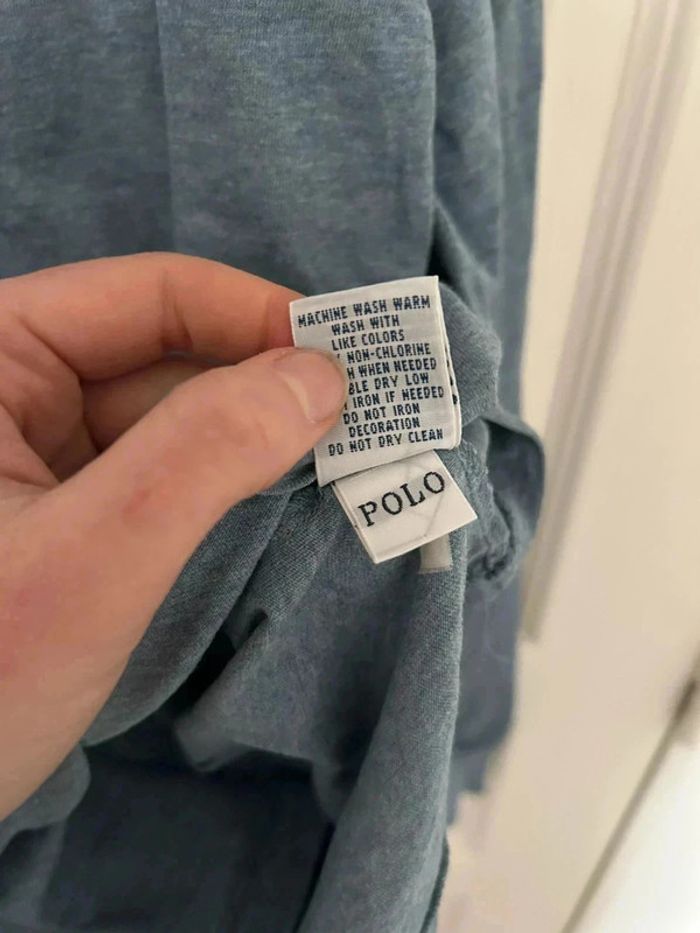 MACHINE WASH WARM
WASH WITH
LIKE COLORS
NON-CHLORINE
WHEN NEEDED
DRY LOW
IRON IF NEEDED
DO NOT IRON
DECORATION
DO NOT DRY CLEAN
POLO